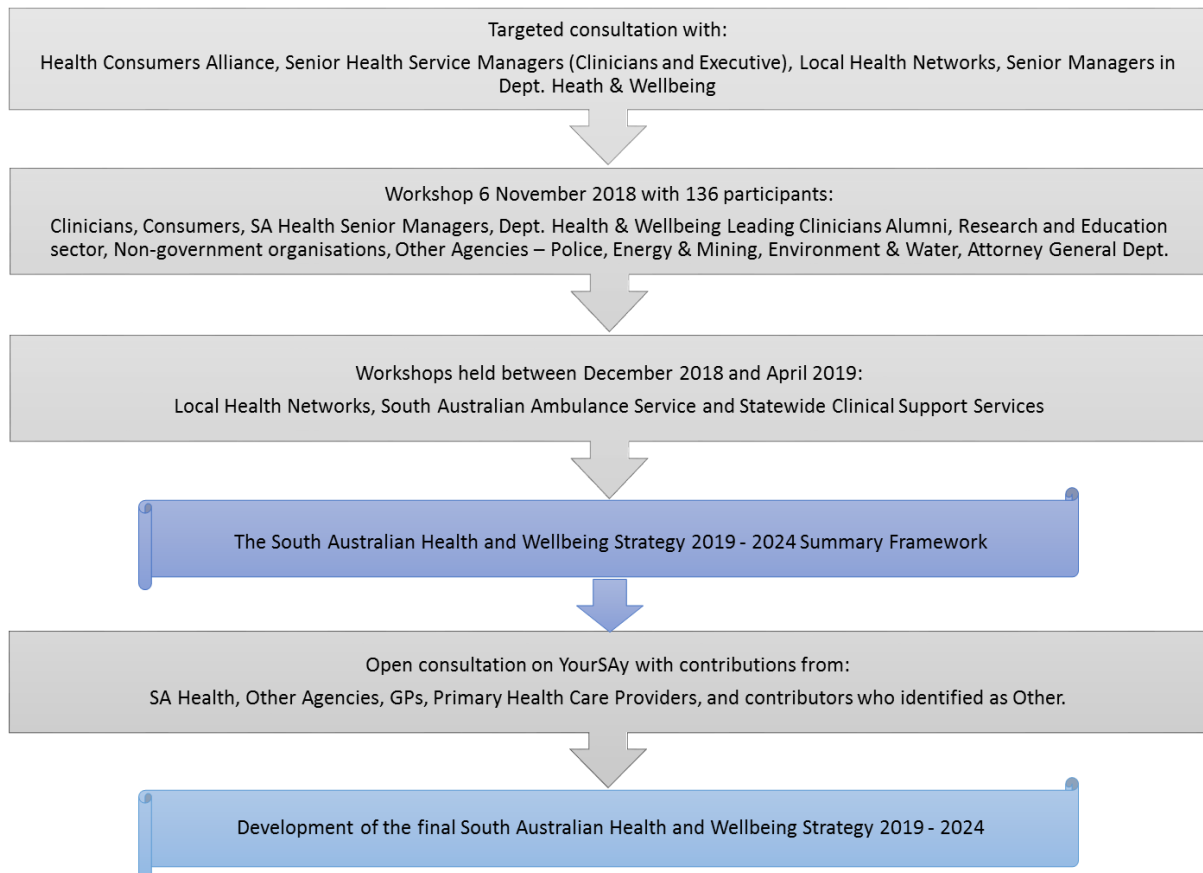 Targeted consultation with:
Health Consumers Alliance, Senior Health Service Managers (Clinicians and Executive), Local Health Networks, Senior Managers in
Dept. Heath & Wellbeing
Workshop 6 November 2018 with 136 participants:
Clinicians, Consumers, SA Health Senior Managers, Dept. Health & Wellbeing Leading Clinicians Alumni, Research and Education
sector, Non-government organisations, Other Agencies – Police, Energy & Mining, Environment & Water, Attorney General Dept.
Workshops held between December 2018 and April 2019:
Local Health Networks, South Australian Ambulance Service and Statewide Clinical Support Services
The South Australian Health and Wellbeing Strategy 2019 - 2024 Summary Framework
Open consultation on YourSAy with contributions from:
SA Health, Other Agencies, GPs, Primary Health Care Providers, and contributors who identified as Other.
Development of the final South Australian Health and Wellbeing Strategy 2019 - 2024